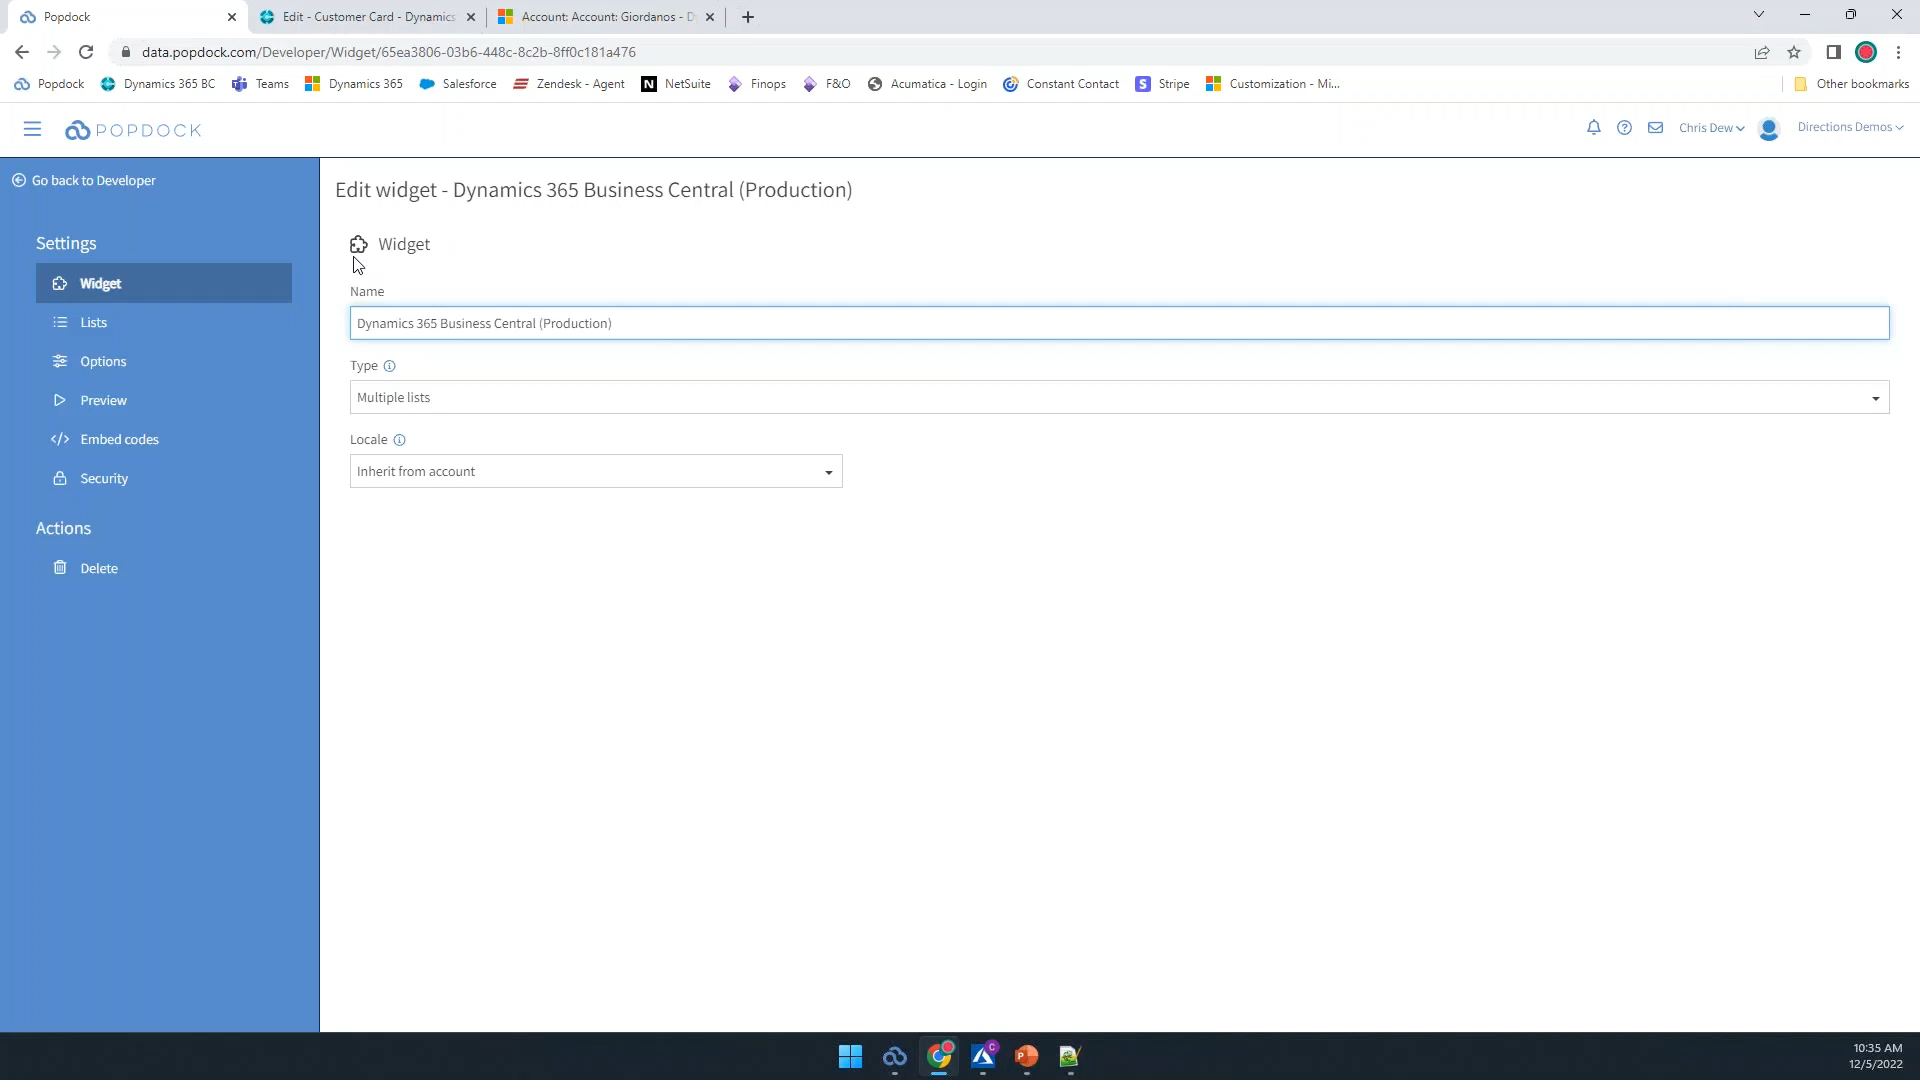 Popdock
Edit - Customer Card - Dynamics
Account: Account: Giordanos - D
data.popdock.com/Developer/Widget/65ea3806-03b6-448c-8c2b-8ff0c181a476
Popdock
Dynamics 365 BC
Teams
Dynamics 365
Salesforce
Zendesk - Agent
NetSuite
Finops
F&O
Acumatica - Login
Constant Contact
Stripe
Customization - Mi...
Other bookmarks
POPDOCK
Chris Dew
Directions Demos
Go back to Developer
Settings
Widget
Lists
Options
Preview
Embed codes
Security
Actions
Delete
Edit widget - Dynamics 365 Business Central (Production)
Widget
Name
Dynamics 365 Business Central (Production)
Type
Multiple lists
Locale
Inherit from account
10:35 AM
12/5/2022